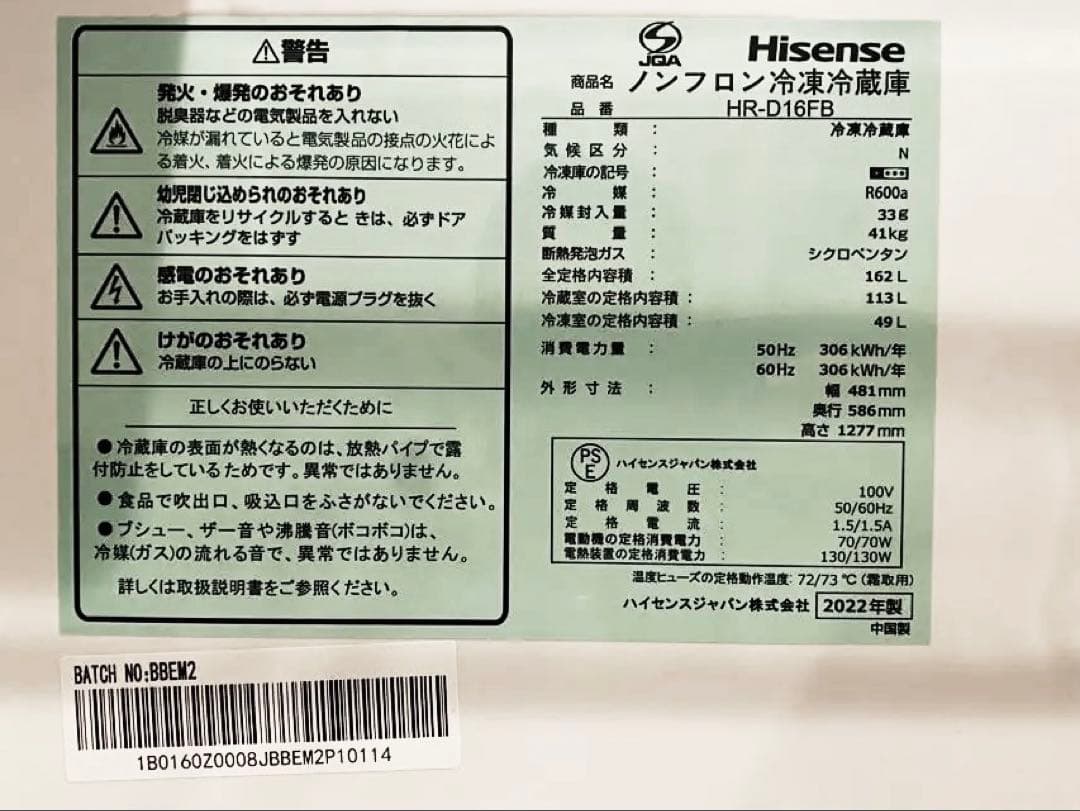 ⚠警告
発火・爆発のおそれあり
脱臭器などの電気製品を入れない
冷媒が漏れていると電気製品の接点の火花によ
る着火、着火による爆発の原因になります。
幼児閉じ込められのおそれあり
冷蔵庫をリサイクルするときは、必ずドア
パッキングをはずす
感電のおそれあり
お手入れの際は、必ず電源プラグを抜く
けがのおそれあり
冷蔵庫の上にのらない
正しくお使いいただくために
●冷蔵庫の表面が熱くなるのは、放熱パイプで露
付防止をしているためです。異常ではありません。
●食品で吹出口、吸込口をふさがないでください。
●ブシュー、ザー音や沸騰音(ボコボコ)は、
冷媒(ガス)の流れる音で、異常ではありません。
詳しくは取扱説明書をご参照ください。
JQA
Hisense
商品名 ノンフロン冷凍冷蔵庫
品番 HR-D16FB
種類 : 冷凍冷蔵庫
気候区分 : N
冷凍庫の記号 :
冷媒 : R600a
冷媒封入量 : 33g
質量 : 41kg
断熱発泡ガス : シクロペンタン
全定格内容積 : 162L
冷蔵室の定格内容積 : 113L
冷凍室の定格内容積 : 49L
消費電力量 : 50Hz 306kWh/年
60Hz 306kWh/年
外形寸法 : 幅 481mm
奥行 586mm
高さ 1277mm
PSE ハイセンスジャパン株式会社
定格電圧 : 100V
定格周波数 : 50/60Hz
定格電流 : 1.5/1.5A
電動機の定格消費電力 : 70/70W
電熱装置の定格消費電力 : 130/130W
温度ヒューズの定格動作温度: 72/73℃(霜取用)
ハイセンスジャパン株式会社 2022年製
中国製
BATCH NO:BBEM2
1B0160Z0008JBBEM2P10114